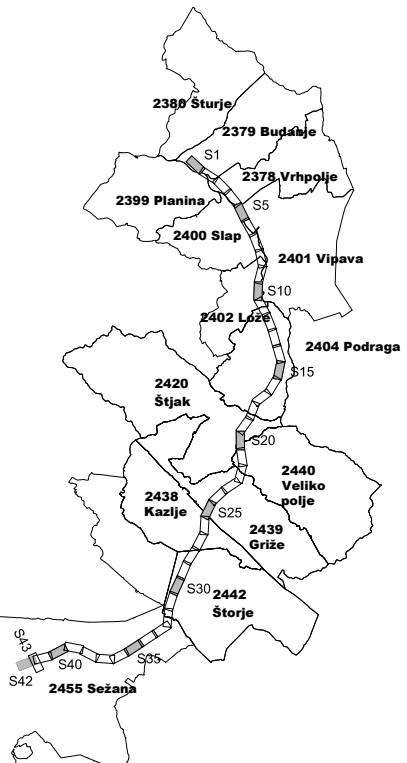 2380 Šturje
2379 Budanje
S1
2378 Vrhpolje
2399 Planina
S5
2400 Slap
2401 Vipava
S10
2402 Lože
2404 Podraga
S15
2420
Štjak
S20
2440
Veliko
polje
2438
Kazlje
S25
2439
Griže
S30
2442
Štorje
S43
S35
S40
S42
2455 Sežana